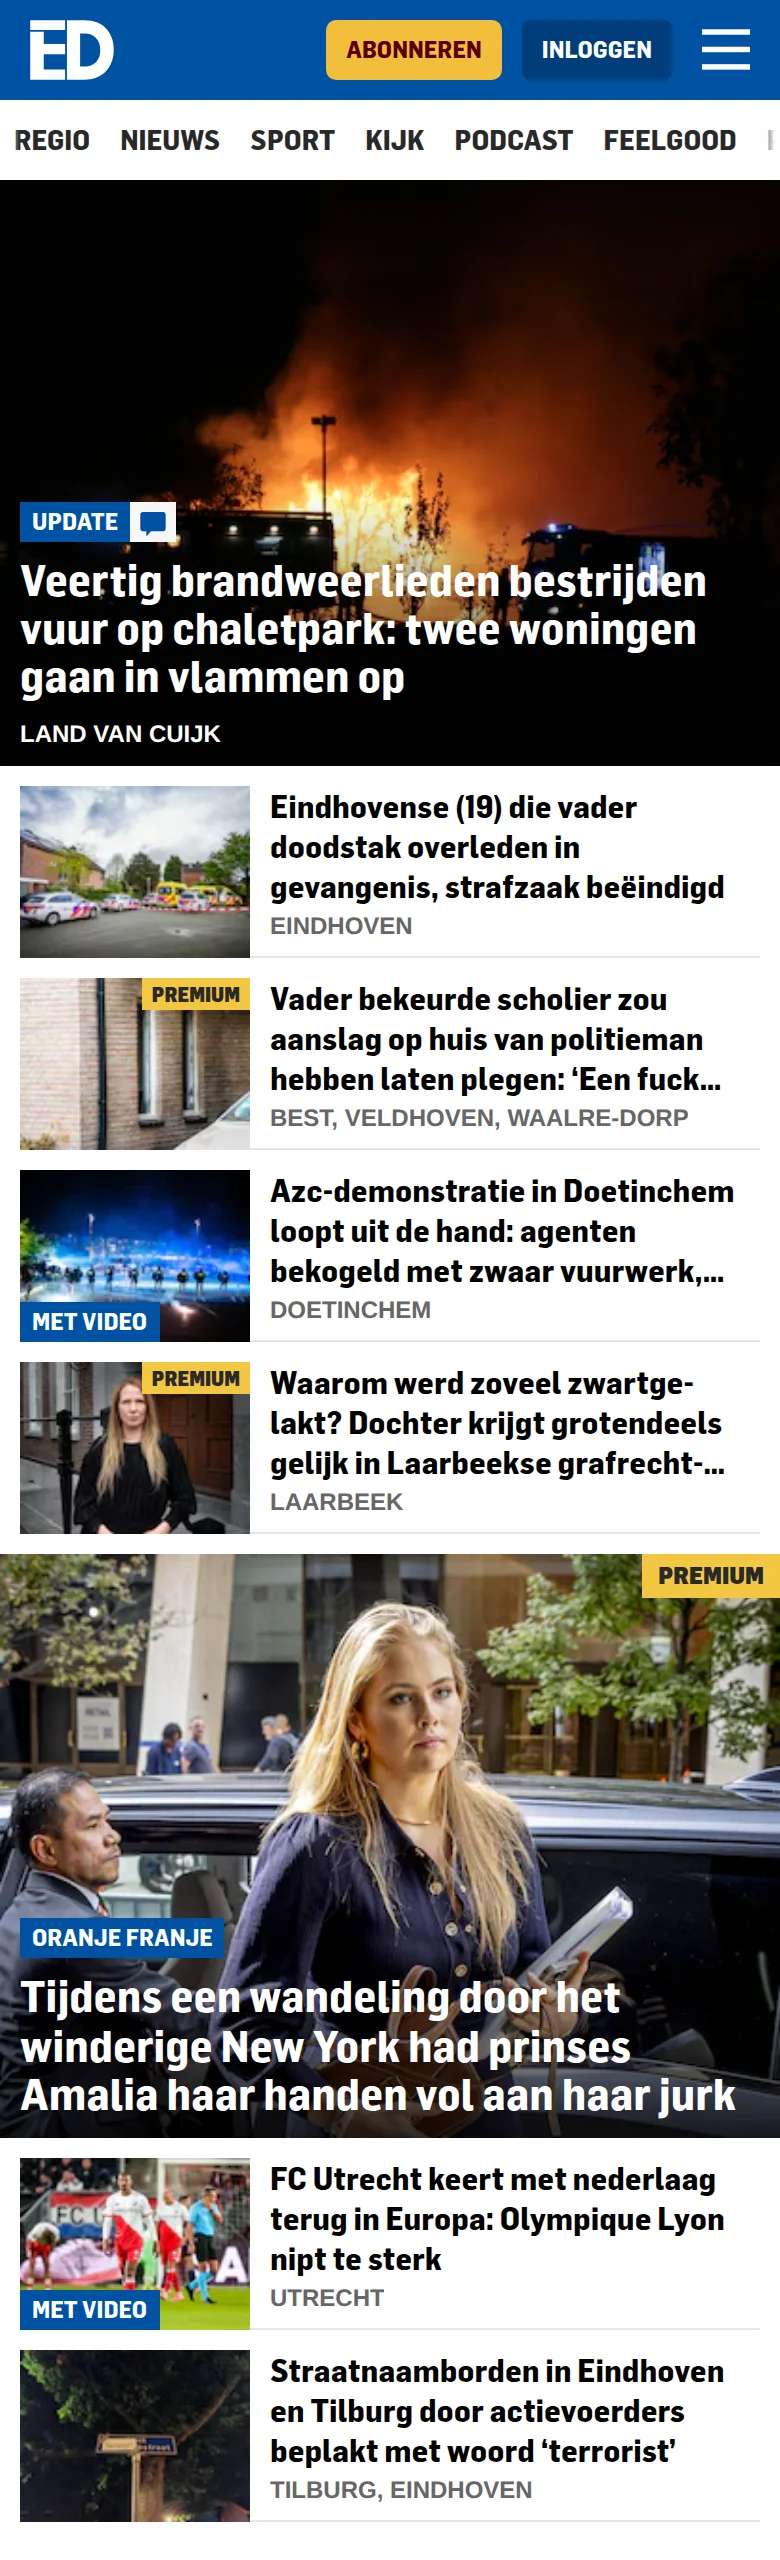 ED
ABONNEREN
INLOGGEN
REGIO NIEUWS SPORT KIJK PODCAST FEELGOOD
UPDATE
Veertig brandweerlieden bestrijden
vuur op chaletpark: twee woningen
gaan in vlammen op
LAND VAN CUIJK
Eindhovense (19) die vader
doodstak overleden in
gevangenis, strafzaak beëindigd
EINDHOVEN
PREMIUM
Vader bekeurde scholier zou
aanslag op huis van politieman
hebben laten plegen: ‘Een fuck...
BEST, VELDHOVEN, WAALRE-DORP
MET VIDEO
Azc-demonstratie in Doetinchem
loopt uit de hand: agenten
bekogeld met zwaar vuurwerk,...
DOETINCHEM
PREMIUM
Waarom werd zoveel zwartge-
lakt? Dochter krijgt grotendeels
gelijk in Laarbeekse grafrecht-...
LAARBEEK
PREMIUM
ORANJE FRANJE
Tijdens een wandeling door het
winderige New York had prinses
Amalia haar handen vol aan haar jurk
FC U
A
MET VIDEO
FC Utrecht keert met nederlaag
terug in Europa: Olympique Lyon
nipt te sterk
UTRECHT
Straatnaamborden in Eindhoven
en Tilburg door actievoerders
beplakt met woord ‘terrorist’
TILBURG, EINDHOVEN